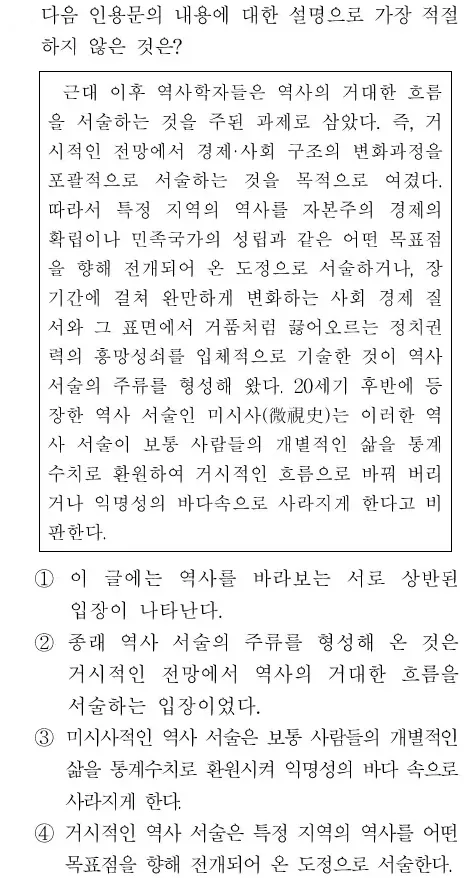 다음 인용문의 내용에 대한 설명으로 가장 적절
하지 않은 것은?
근대 이후 역사학자들은 역사의 거대한 흐름
을 서술하는 것을 주된 과제로 삼았다. 즉, 거
시적인 전망에서 경제·사회 구조의 변화과정을
포괄적으로 서술하는 것을 목적으로 여겼다.
따라서 특정 지역의 역사를 자본주의 경제의
확립이나 민족국가의 성립과 같은 어떤 목표점
을 향해 전개되어 온 도정으로 서술하거나, 장
기간에 걸쳐 완만하게 변화하는 사회 경제 질
서와 그 표면에서 거품처럼 끓어오르는 정치권
력의 흥망성쇠를 입체적으로 기술한 것이 역사
서술의 주류를 형성해 왔다. 20세기 후반에 등
장한 역사 서술인 미시사(微視史)는 이러한 역
사 서술이 보통 사람들의 개별적인 삶을 통계
수치로 환원하여 거시적인 흐름으로 바꿔 버리
거나 익명성의 바다속으로 사라지게 한다고 비
판한다.
① 이 글에는 역사를 바라보는 서로 상반된
입장이 나타난다.
② 종래 역사 서술의 주류를 형성해 온 것은
거시적인 전망에서 역사의 거대한 흐름을
서술하는 입장이었다.
③ 미시사적인 역사 서술은 보통 사람들의 개별적인
삶을 통계수치로 환원시켜 익명성의 바다 속으로
사라지게 한다.
④ 거시적인 역사 서술은 특정 지역의 역사를 어떤
목표점을 향해 전개되어 온 도정으로 서술한다.